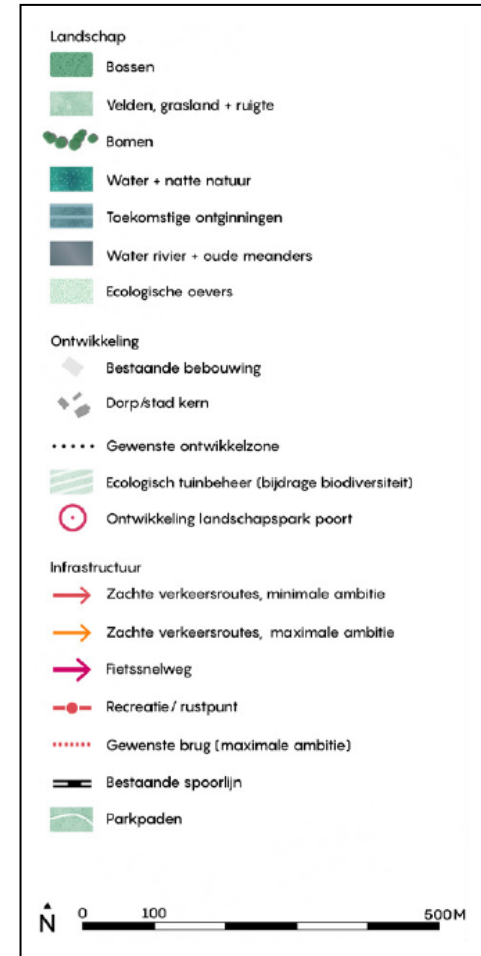 Landschap
Bossen
Velden, grasland + ruigte
Bomen
Water + natte natuur
Toekomstige ontginningen
Water rivier + oude meanders
Ecologische oevers
Ontwikkeling
Bestaande bebouwing
Dorp/stad kern
Gewenste ontwikkelzone
Ecologisch tuinbeheer (bijdrage biodiversiteit)
Ontwikkeling landschapspark poort
Infrastructuur
Zachte verkeersroutes, minimale ambitie
Zachte verkeersroutes, maximale ambitie
Fietssnelweg
Recreatie/ rustpunt
Gewenste brug (maximale ambitie)
Bestaande spoorlijn
Parkpaden
N 0 100 500M